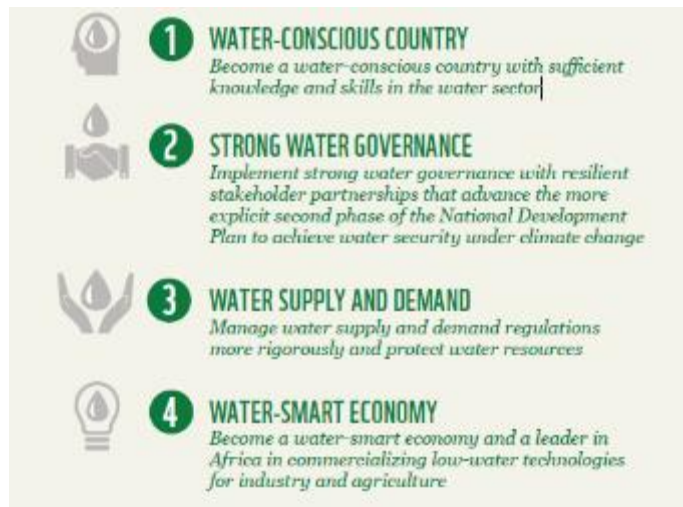 1 WATER-CONSCIOUS COUNTRY
Become a water-conscious country with sufficient
knowledge and skills in the water sector
2 STRONG WATER GOVERNANCE
Implement strong water governance with resilient
stakeholder partnerships that advance the more
explicit second phase of the National Development
Plan to achieve water security under climate change
3 WATER SUPPLY AND DEMAND
Manage water supply and demand regulations
more rigorously and protect water resources
4 WATER-SMART ECONOMY
Become a water-smart economy and a leader in
Africa in commercializing low-water technologies
for industry and agriculture